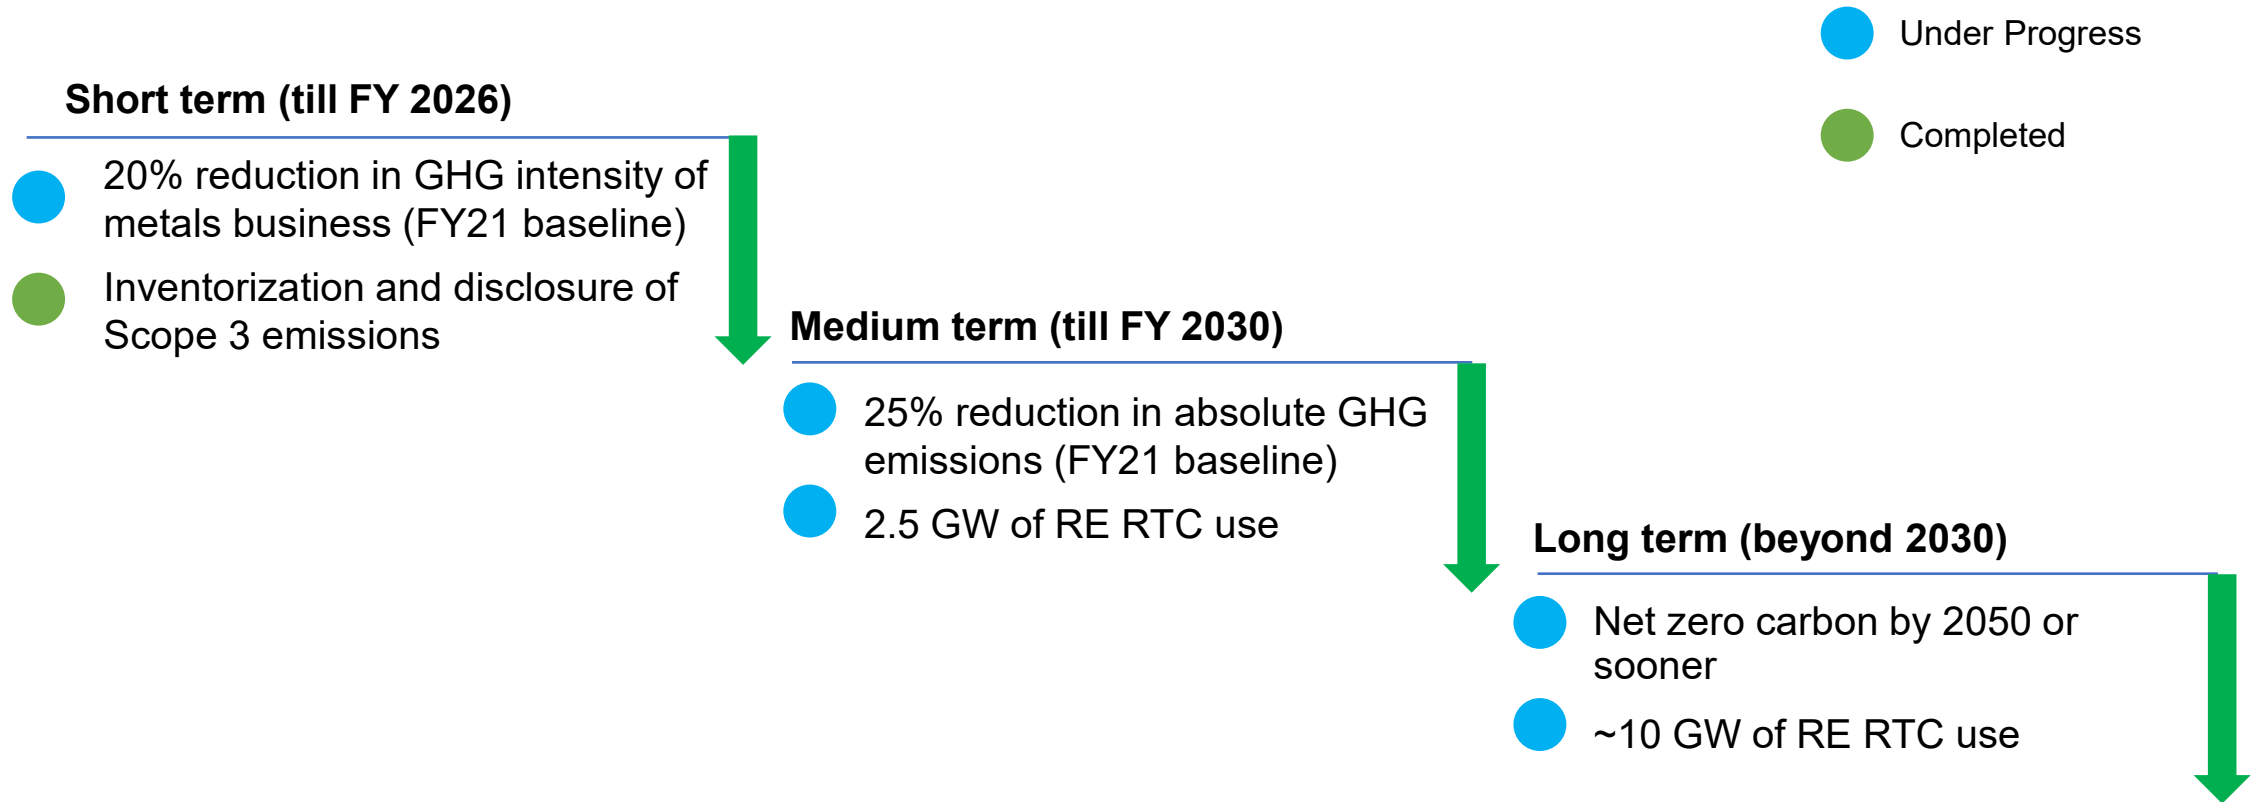 Under Progress
Completed
Short term (till FY 2026)
20% reduction in GHG intensity of
metals business (FY21 baseline)
Inventorization and disclosure of
Scope 3 emissions
Medium term (till FY 2030)
25% reduction in absolute GHG
emissions (FY21 baseline)
2.5 GW of RE RTC use
Long term (beyond 2030)
Net zero carbon by 2050 or
sooner
~10 GW of RE RTC use